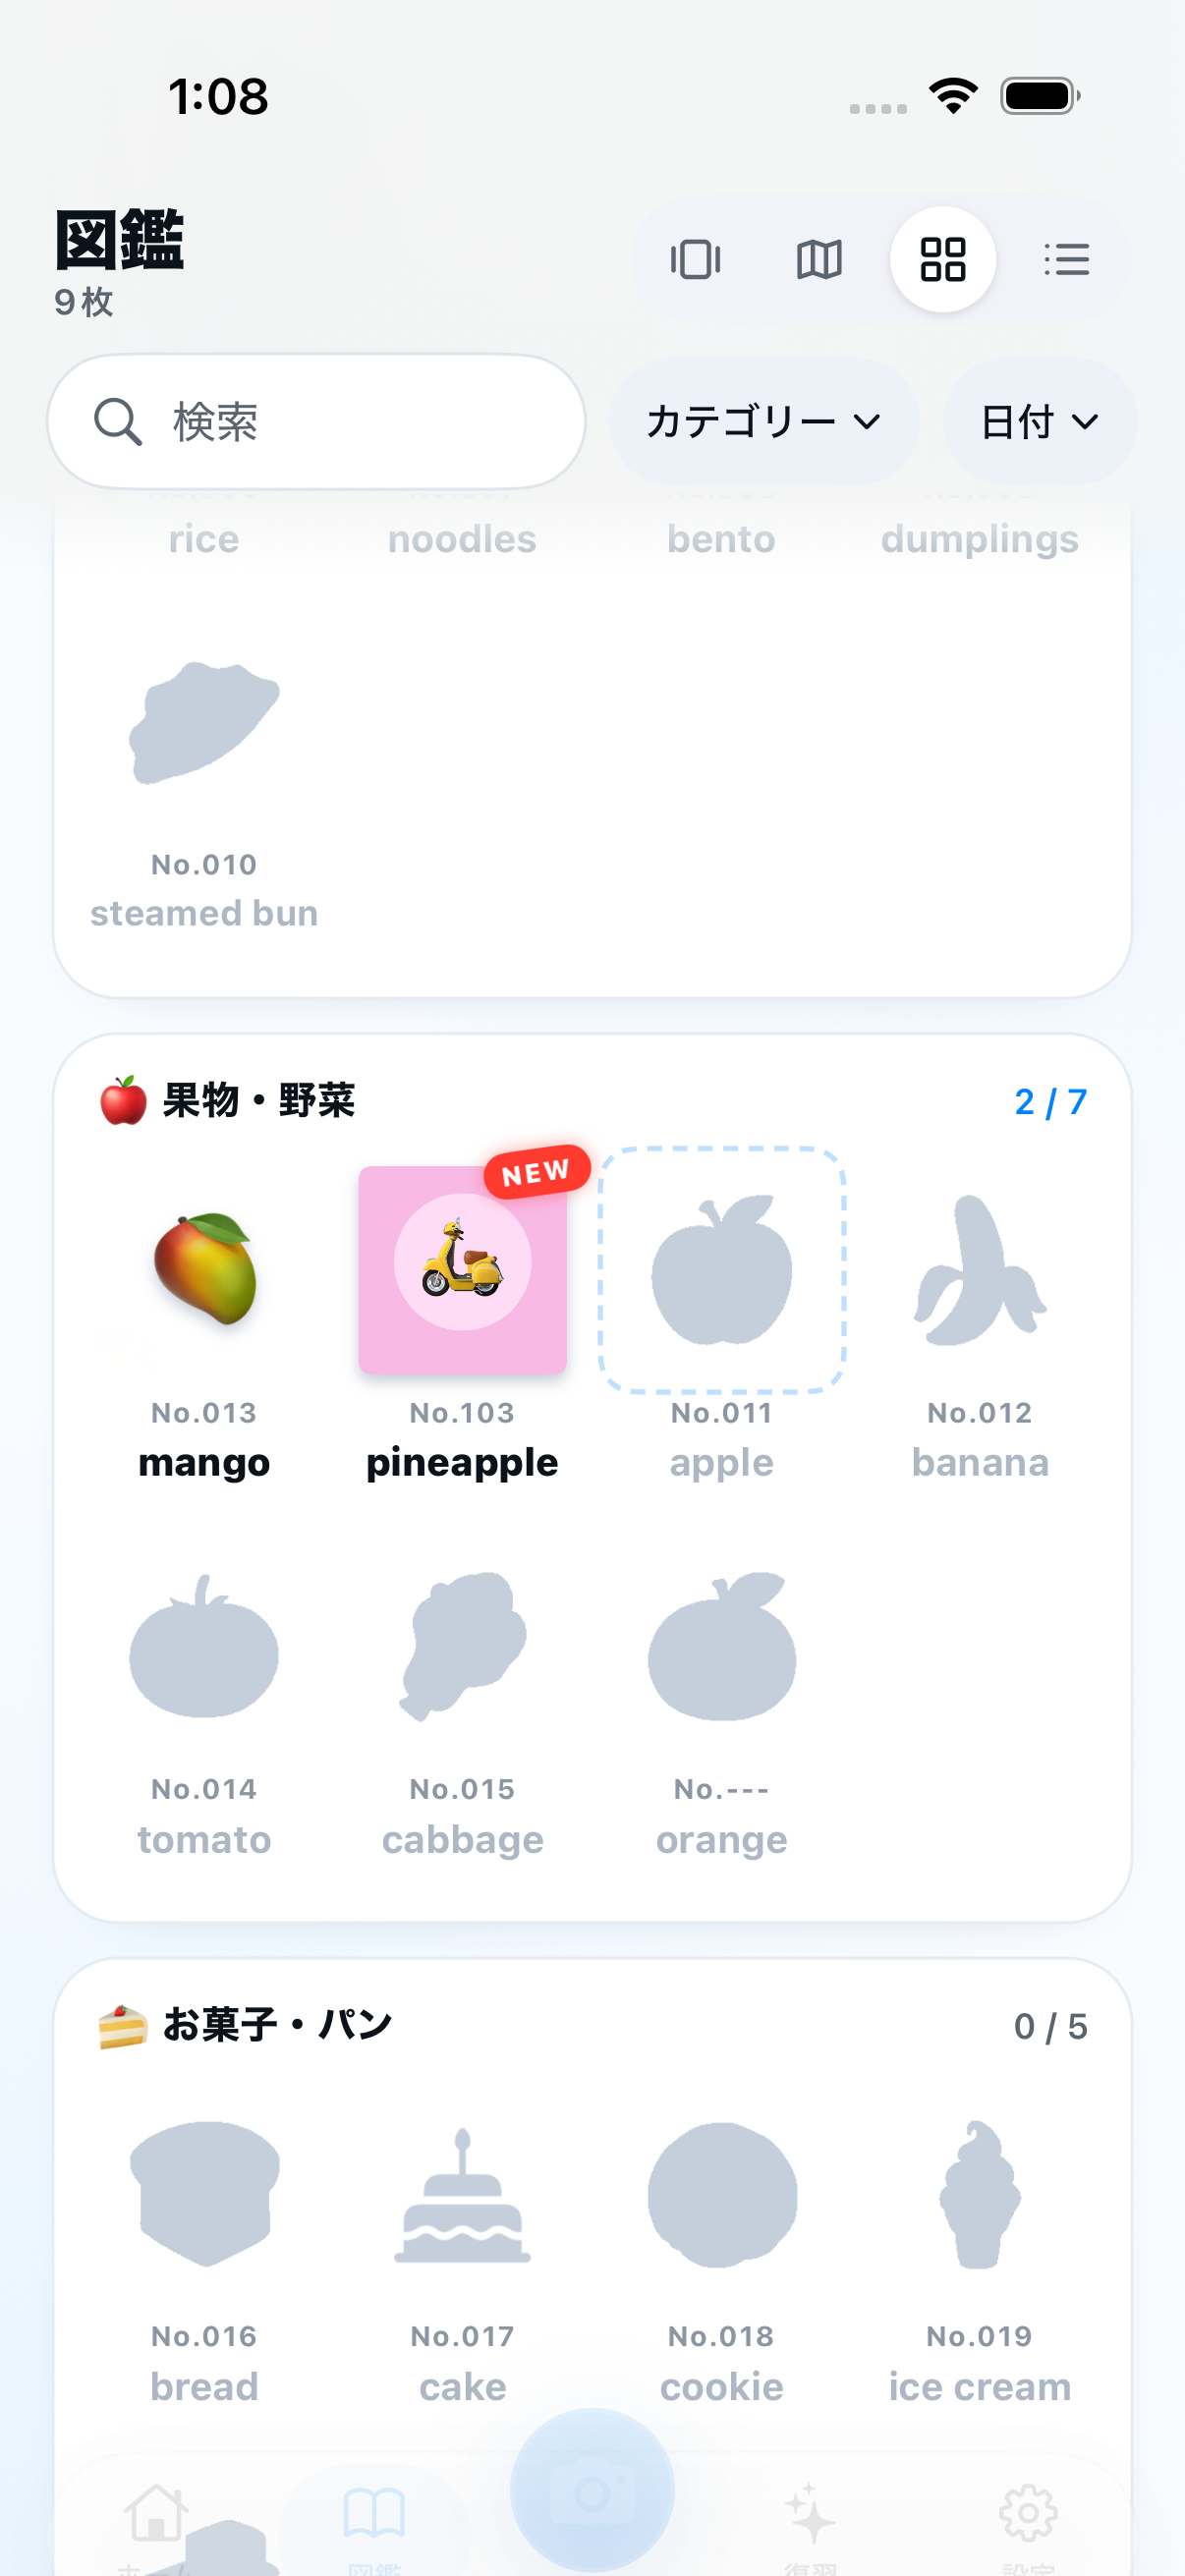 1:08
図鑑
9枚
検索
カテゴリー
日付
rice noodles bento dumplings
No.010
steamed bun
果物・野菜
2 / 7
NEW
No.013 No.103 No.011 No.012
mango pineapple apple banana
No.014 No.015 No.---
tomato cabbage orange
お菓子・パン
0 / 5
No.016 No.017 No.018 No.019
bread cake cookie ice cream